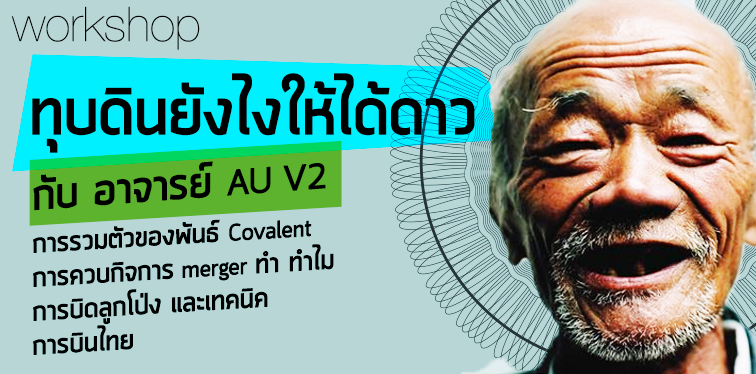 workshop
ทุบดินยังไงให้ได้ดาว
กับ อาจารย์ AU V2
การรวมตัวของพันธ์ Covalent
การควบกิจการ merger ทำ ทำไม
การบิดลูกโป่ง และเทคนิค
การบินไทย